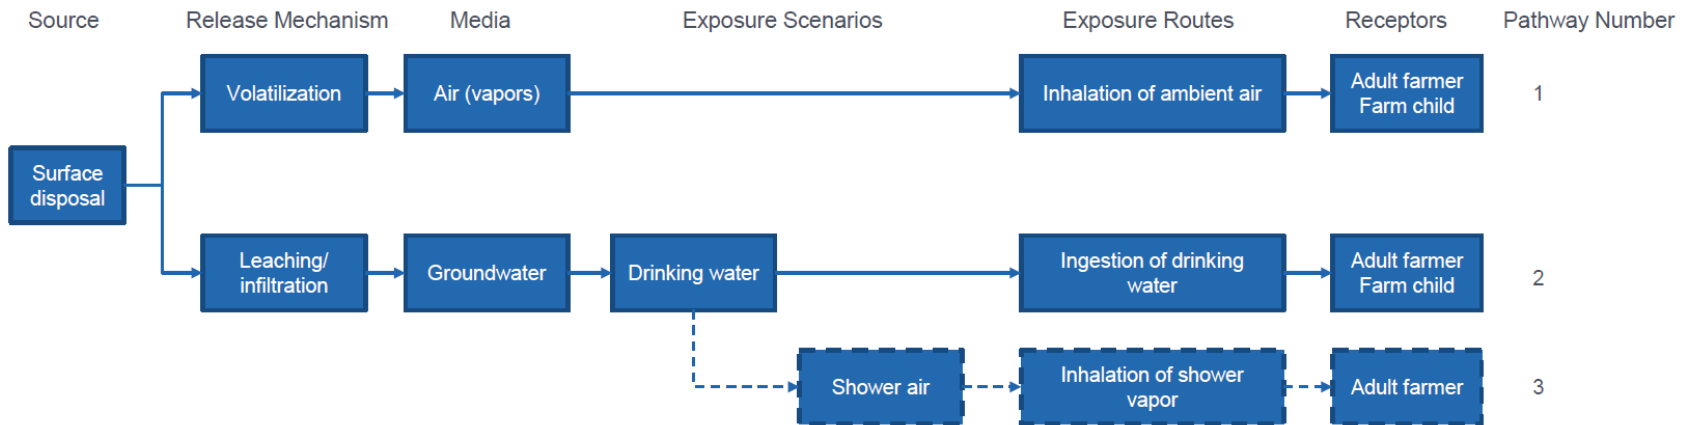 Source Release Mechanism Media Exposure Scenarios Exposure Routes Receptors Pathway Number
Volatilization
Air (vapors)
Inhalation of ambient air
Adult farmer
Farm child
1
Surface
disposal
Leaching/
infiltration
Groundwater
Drinking water
Ingestion of drinking
water
Adult farmer
Farm child
2
Shower air
Inhalation of shower
vapor
Adult farmer
3